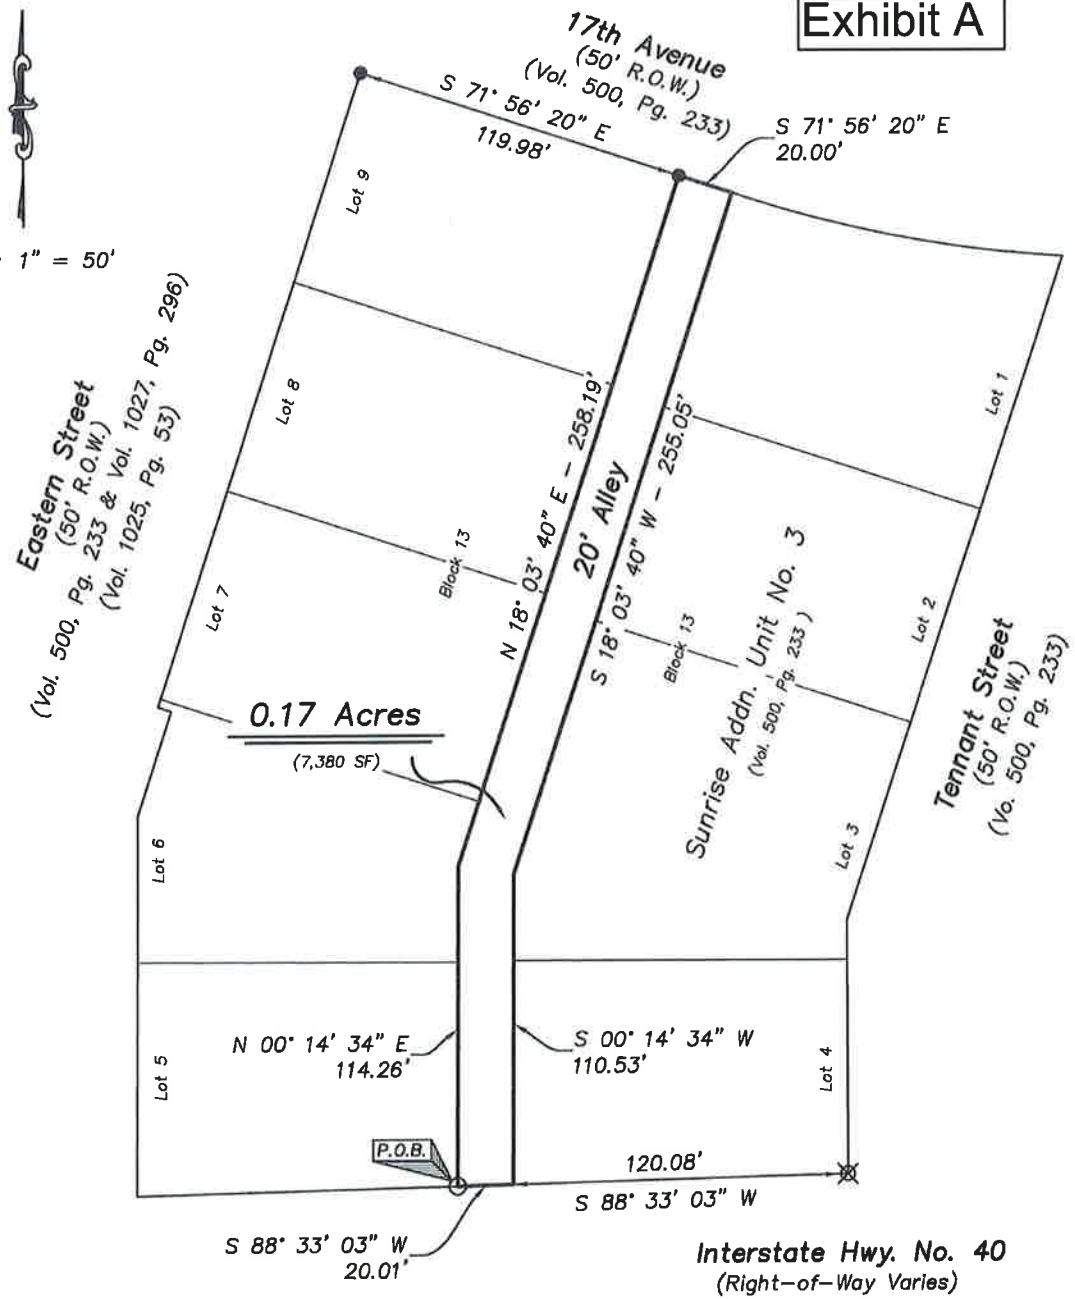 Exhibit A
17th Avenue
(50' R.O.W.)
(Vol. 500, Pg. 233)
S 71° 56' 20" E
119.98'
S 71° 56' 20" E
20.00'
1" = 50'
Lot 9
Lot 8
Lot 7
Lot 6
Lot 5
Eastern Street
(50' R.O.W.)
(Vol. 500, Pg. 233 & Vol. 1027, Pg. 296)
(Vol. 1025, Pg. 53)
Block 13
N 18° 03' 40" E - 258.19'
20' Alley
S 18° 03' 40" W - 255.05'
Block 13
Sunrise Addn. Unit No. 3
(Vol. 500, Pg. 233 )
Lot 1
Lot 2
Lot 3
Lot 4
Tennant Street
(50' R.O.W.)
(Vo. 500, Pg. 233)
0.17 Acres
(7,380 SF)
N 00° 14' 34" E
114.26'
S 00° 14' 34" W
110.53'
P.O.B.
120.08'
S 88° 33' 03" W
S 88° 33' 03" W
20.01'
Interstate Hwy. No. 40
(Right-of-Way Varies)